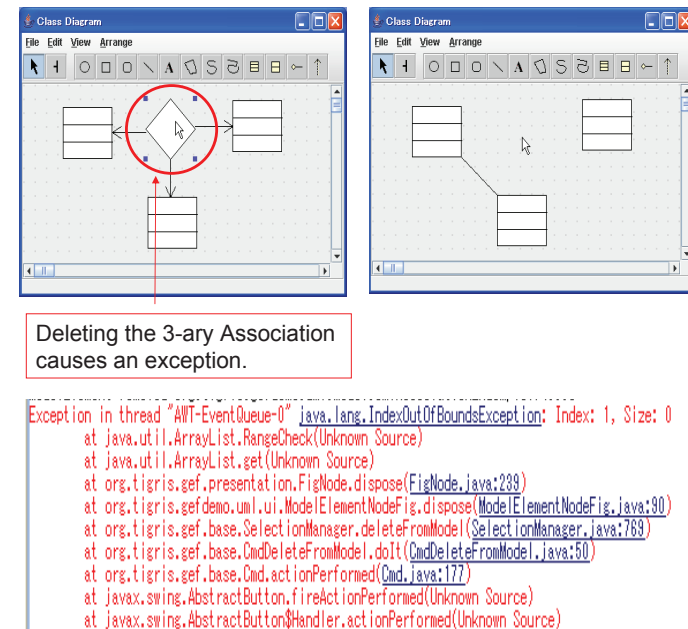 Class Diagram
File Edit View Arrange
A
Class Diagram
File Edit View Arrange
A
Deleting the 3-ary Association
causes an exception.
Exception in thread "AWT-EventQueue-0" java.lang.IndexOutOfBoundsException: Index: 1, Size: 0
at java.util.ArrayList.RangeCheck(Unknown Source)
at java.util.ArrayList.get(Unknown Source)
at org.tigris.gef.presentation.FigNode.dispose(FigNode.java:239)
at org.tigris.gefdemo.uml.ui.ModelElementNodeFig.dispose(ModelElementNodeFig.java:90)
at org.tigris.gef.base.SelectionManager.deleteFromModel(SelectionManager.java:769)
at org.tigris.gef.base.CmdDeleteFromModel.doIt(CmdDeleteFromModel.java:50)
at org.tigris.gef.base.Cmd.actionPerformed(Cmd.java:177)
at javax.swing.AbstractButton.fireActionPerformed(Unknown Source)
at javax.swing.AbstractButton$Handler.actionPerformed(Unknown Source)